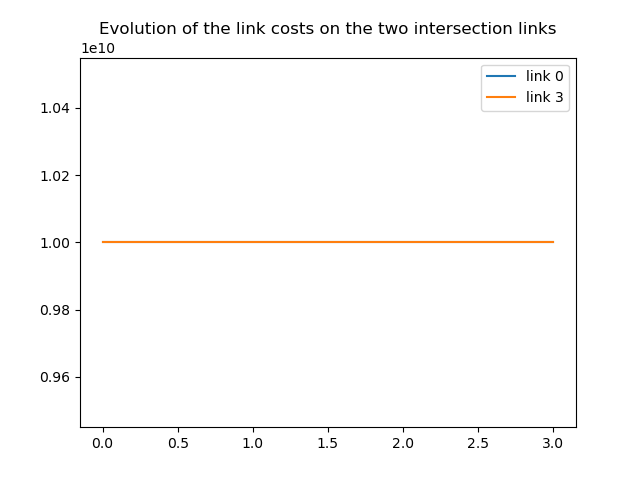 Evolution of the link costs on the two intersection links
1e10
link 0
link 3
1.04
1.02
1.00
0.98
0.96
0.0 0.5 1.0 1.5 2.0 2.5 3.0